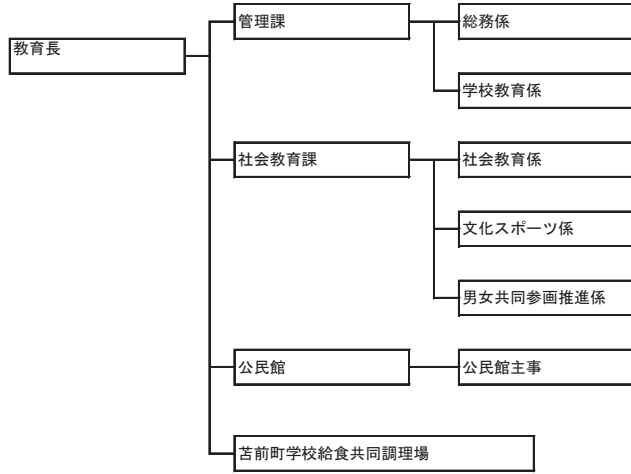 教育長
管理課
総務係
学校教育係
社会教育課
社会教育係
文化スポーツ係
男女共同参画推進係
公民館
公民館主事
苫前町学校給食共同調理場